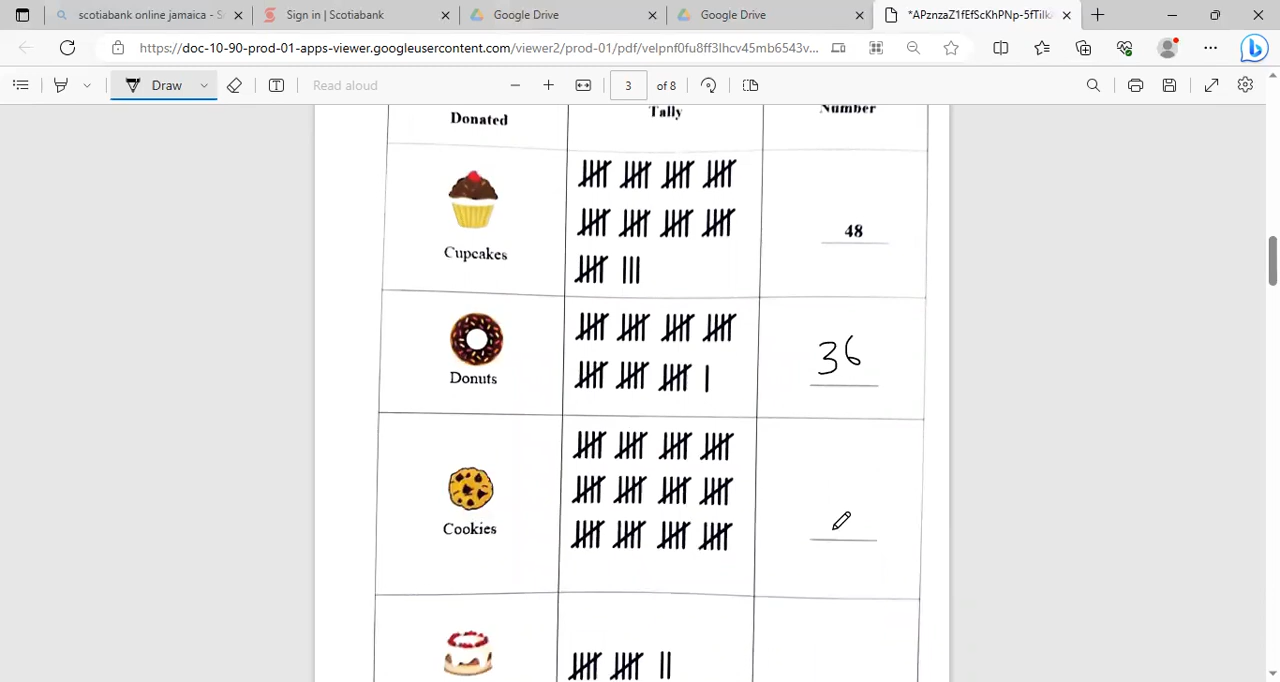 scotiabank online jamaica - S
Sign in | Scotiabank
Google Drive
Google Drive
*APznzaZ1fEfScKhPNp-5fTilk
https://doc-10-90-prod-01-apps-viewer.googleusercontent.com/viewer2/prod-01/pdf/velpnf0fu8ff3lhcv45mb6543v...
Draw
Read aloud
3 of 8
Donated Tally Number
Cupcakes 48
Donuts 36
Cookies